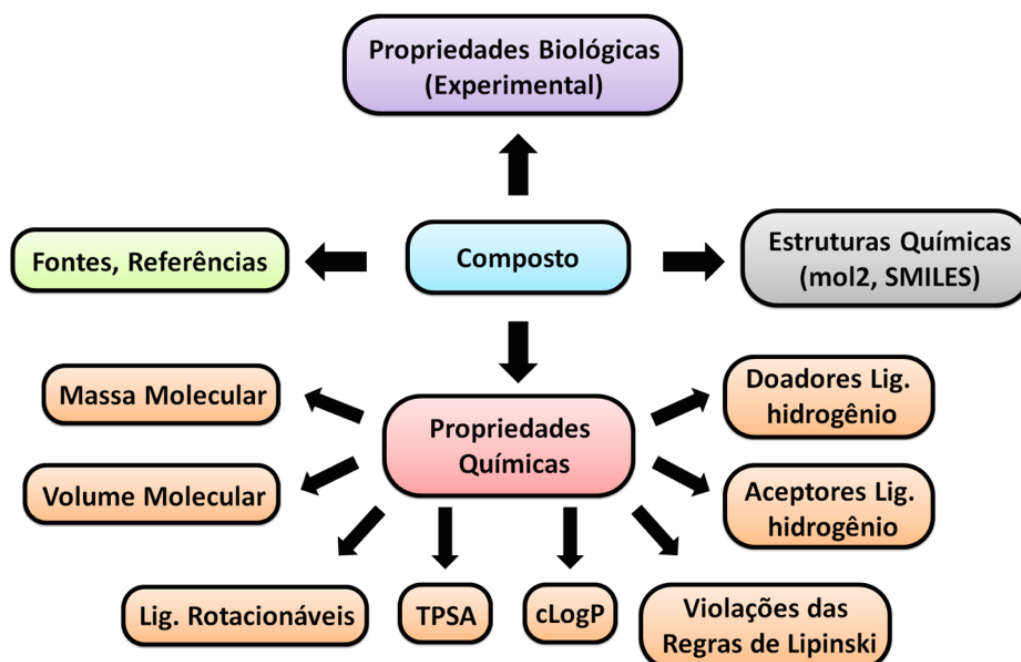 Propriedades Biológicas
(Experimental)
Fontes, Referências
Composto
Estruturas Químicas
(mol2, SMILES)
Massa Molecular
Propriedades
Químicas
Doadores Lig.
hidrogênio
Volume Molecular
Aceptores Lig.
hidrogênio
Lig. Rotacionáveis
TPSA
cLogP
Violações das
Regras de Lipinski